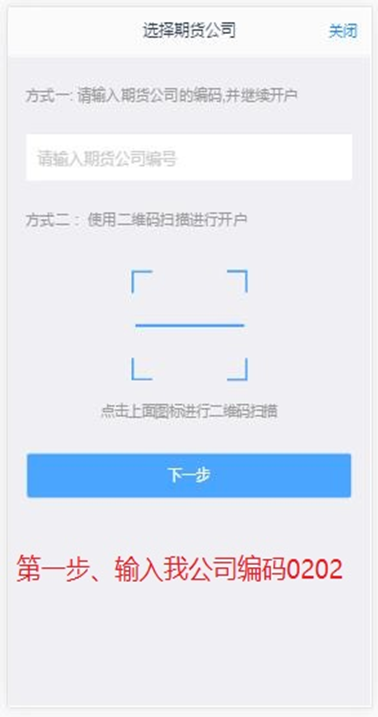 选择期货公司 关闭
方式一: 请输入期货公司的编码,并继续开户
请输入期货公司编号
方式二： 使用二维码扫描进行开户
点击上面图标进行二维码扫描
下一步
第一步、输入我公司编码0202